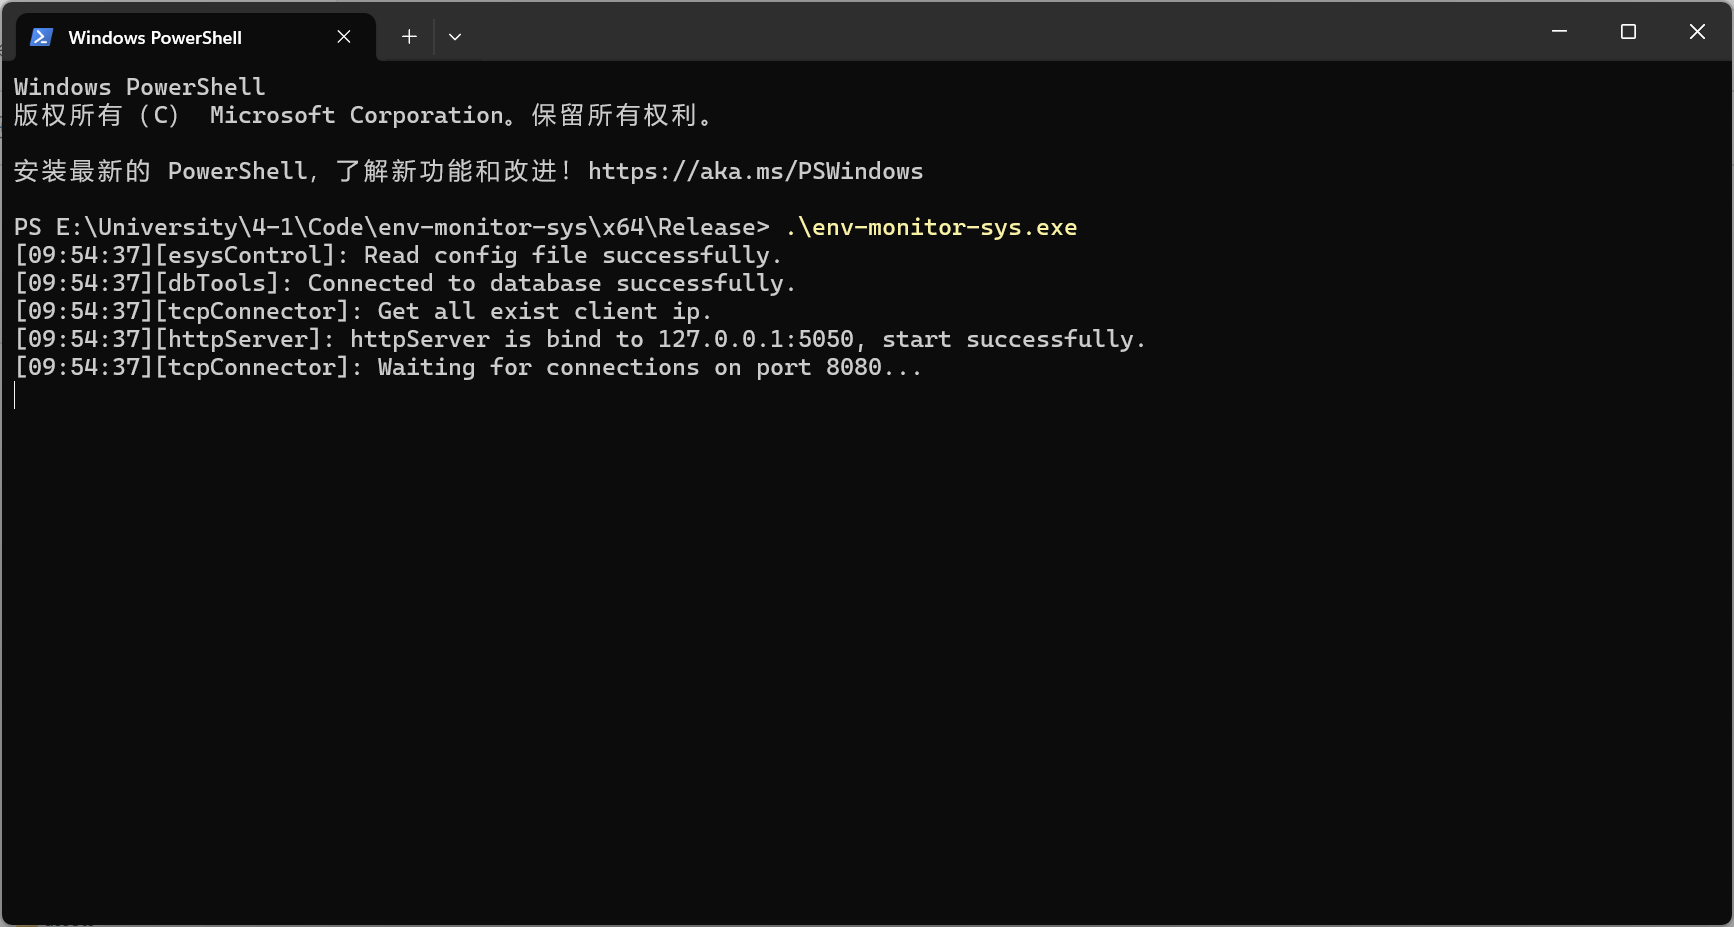 Windows PowerShell
Windows PowerShell
版权所有 (C) Microsoft Corporation。保留所有权利。
安装最新的 PowerShell，了解新功能和改进！https://aka.ms/PSWindows
PS E:\University\4-1\Code\env-monitor-sys\x64\Release> .\env-monitor-sys.exe
[09:54:37][esysControl]: Read config file successfully.
[09:54:37][dbTools]: Connected to database successfully.
[09:54:37][tcpConnector]: Get all exist client ip.
[09:54:37][httpServer]: httpServer is bind to 127.0.0.1:5050, start successfully.
[09:54:37][tcpConnector]: Waiting for connections on port 8080...